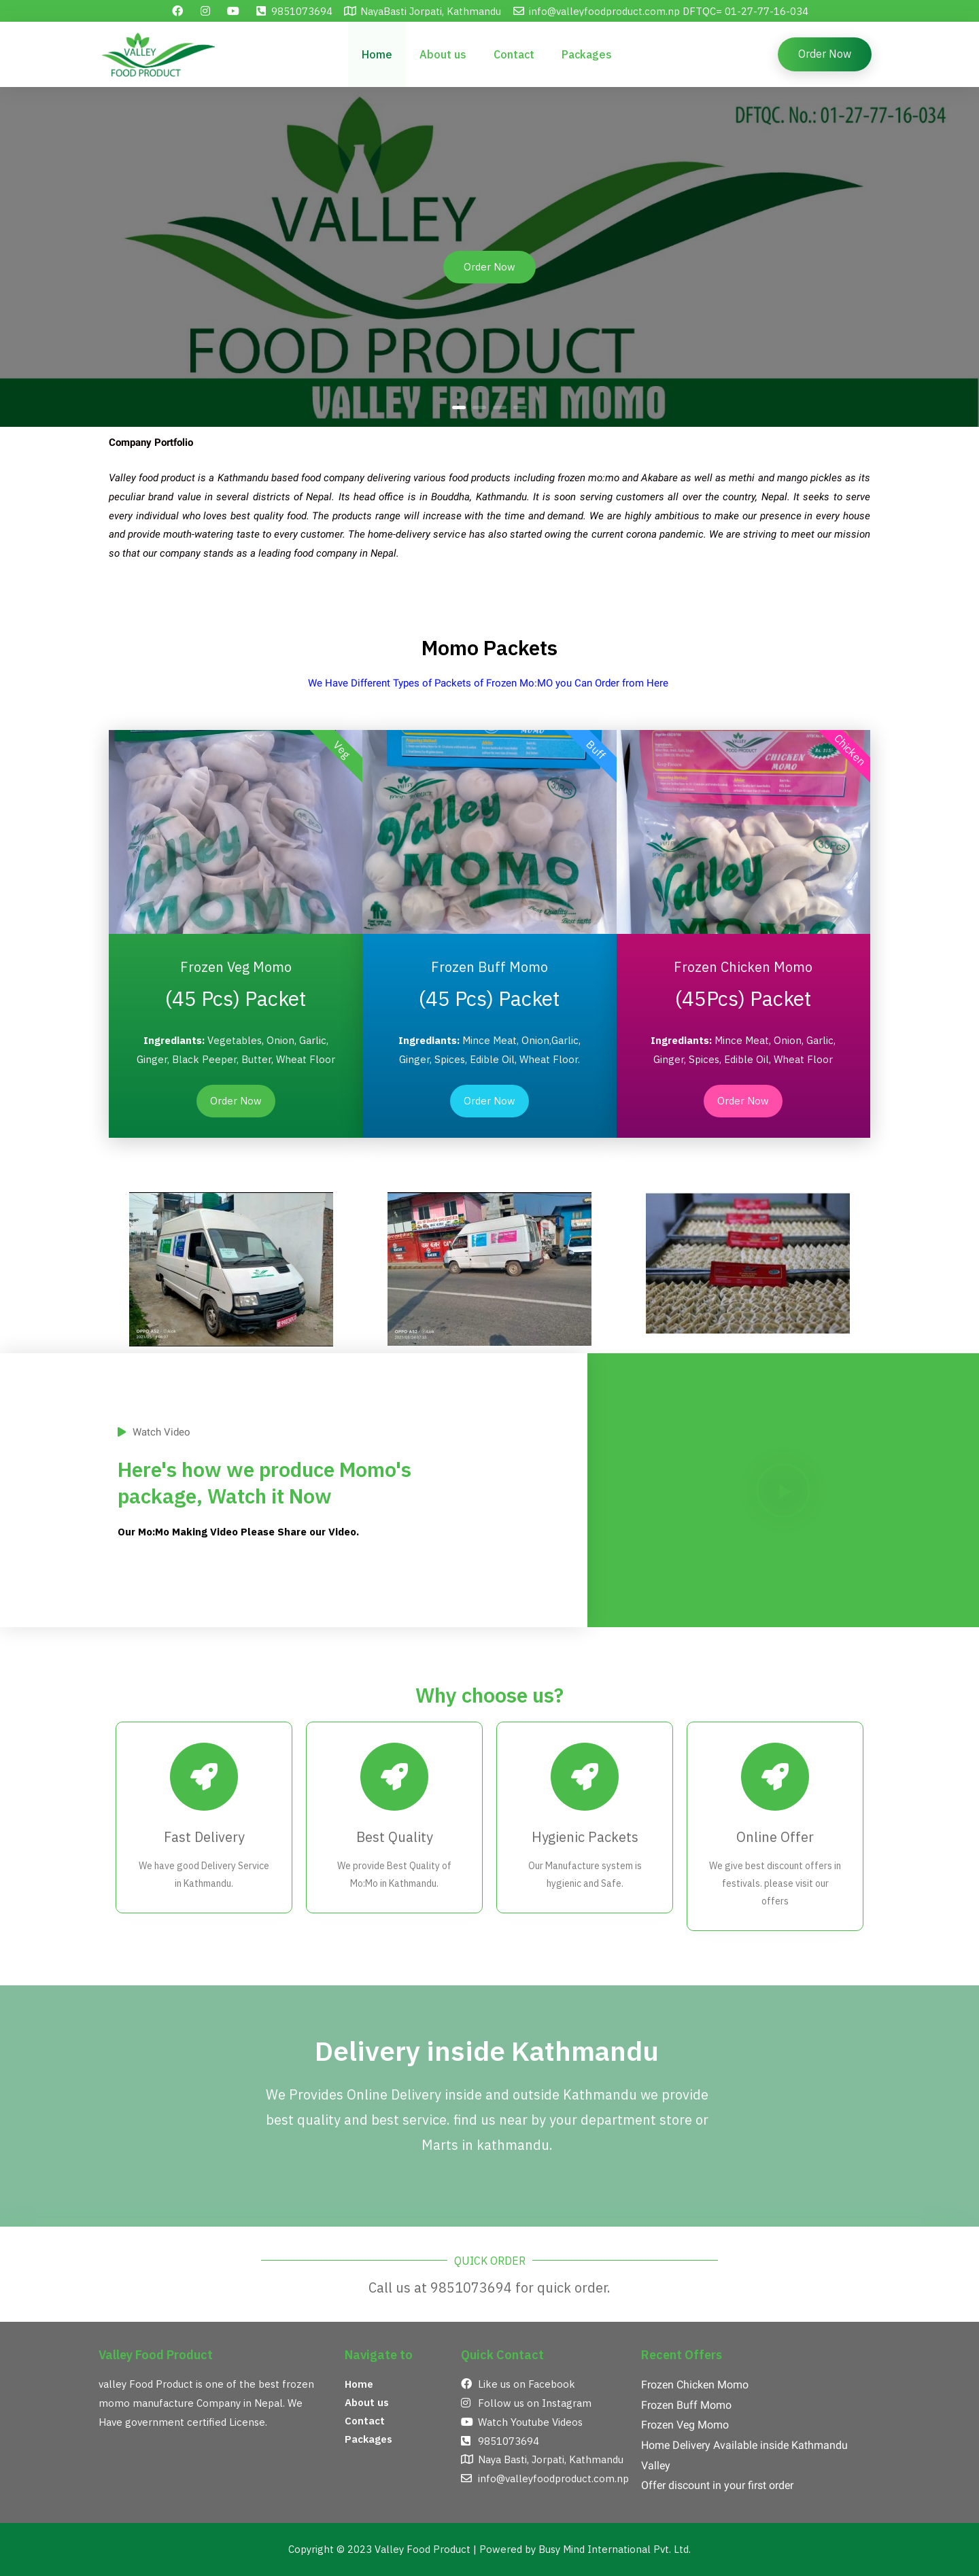 9851073694 NayaBasti Jorpati, Kathmandu info@valleyfoodproduct.com.np DFTQC= 01-27-77-16-034
VALLEY
FOOD PRODUCT
Home About us Contact Packages
Order Now
DFTQC. No.: 01-27-77-16-034
VALLEY
Order Now
FOOD PRODUCT
VALLEY FROZEN MOMO
Company Portfolio
Valley food product is a Kathmandu based food company delivering various food products including frozen mo:mo and Akabare as well as methi and mango pickles as its
peculiar brand value in several districts of Nepal. Its head office is in Bouddha, Kathmandu. It is soon serving customers all over the country, Nepal. It seeks to serve
every individual who loves best quality food. The products range will increase with the time and demand. We are highly ambitious to make our presence in every house
and provide mouth-watering taste to every customer. The home-delivery service has also started owing the current corona pandemic. We are striving to meet our mission
so that our company stands as a leading food company in Nepal.
Momo Packets
We Have Different Types of Packets of Frozen Mo:MO you Can Order from Here
Veg
Valley
MOMO
Buff
Valley
MOMO
Chicken
CHICKEN
MOMO
Valley
MOMO
Frozen Veg Momo
(45 Pcs) Packet
Ingrediants: Vegetables, Onion, Garlic,
Ginger, Black Peeper, Butter, Wheat Floor
Order Now
Frozen Buff Momo
(45 Pcs) Packet
Ingrediants: Mince Meat, Onion,Garlic,
Ginger, Spices, Edible Oil, Wheat Floor.
Order Now
Frozen Chicken Momo
(45Pcs) Packet
Ingrediants: Mince Meat, Onion, Garlic,
Ginger, Spices, Edible Oil, Wheat Floor
Order Now
Watch Video
Here's how we produce Momo's
package, Watch it Now
Our Mo:Mo Making Video Please Share our Video.
Why choose us?
Fast Delivery
We have good Delivery Service
in Kathmandu.
Best Quality
We provide Best Quality of
Mo:Mo in Kathmandu.
Hygienic Packets
Our Manufacture system is
hygienic and Safe.
Online Offer
We give best discount offers in
festivals. please visit our
offers
Delivery inside Kathmandu
We Provides Online Delivery inside and outside Kathmandu we provide
best quality and best service. find us near by your department store or
Marts in kathmandu.
QUICK ORDER
Call us at 9851073694 for quick order.
Valley Food Product
valley Food Product is one of the best frozen
momo manufacture Company in Nepal. We
Have government certified License.
Navigate to
Home
About us
Contact
Packages
Quick Contact
Like us on Facebook
Follow us on Instagram
Watch Youtube Videos
9851073694
Naya Basti, Jorpati, Kathmandu
info@valleyfoodproduct.com.np
Recent Offers
Frozen Chicken Momo
Frozen Buff Momo
Frozen Veg Momo
Home Delivery Available inside Kathmandu
Valley
Offer discount in your first order
Copyright © 2023 Valley Food Product | Powered by Busy Mind International Pvt. Ltd.